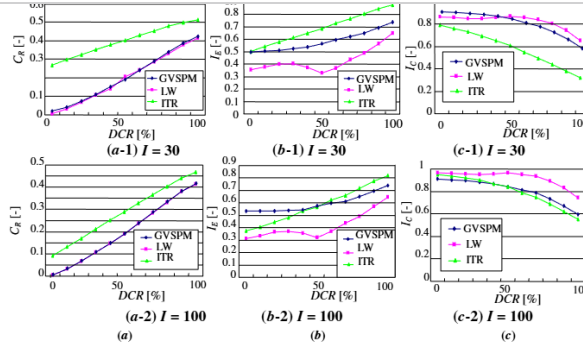 C_R [-]
0.3
0.1
0
GVSPM
LW
ITR
50
100
DCR [%]
(a-1) I = 30
I_E [-]
0.8
0.7
0.6
0.5
0.4
0.3
0.2
0.1
0
GVSPM
LW
ITR
50
100
DCR [%]
(b-1) I = 30
I_C [-]
0.8
0.6
0.4
0.2
0
GVSPM
LW
ITR
50
DCR [%]
(c-1) I = 30
C_R [-]
0.5
0.4
0.3
0.2
0.1
0
GVSPM
LW
ITR
50
100
DCR [%]
(a-2) I = 100
(a)
I_E [-]
0.9
0.8
0.7
0.6
0.5
0.4
0.3
0.2
0.1
0
GVSPM
LW
ITR
50
100
DCR [%]
(b-2) I = 100
(b)
I_C [-]
1
0.8
0.6
0.4
0.2
0
GVSPM
LW
ITR
50
DCR [%]
(c-2) I = 100
(c)